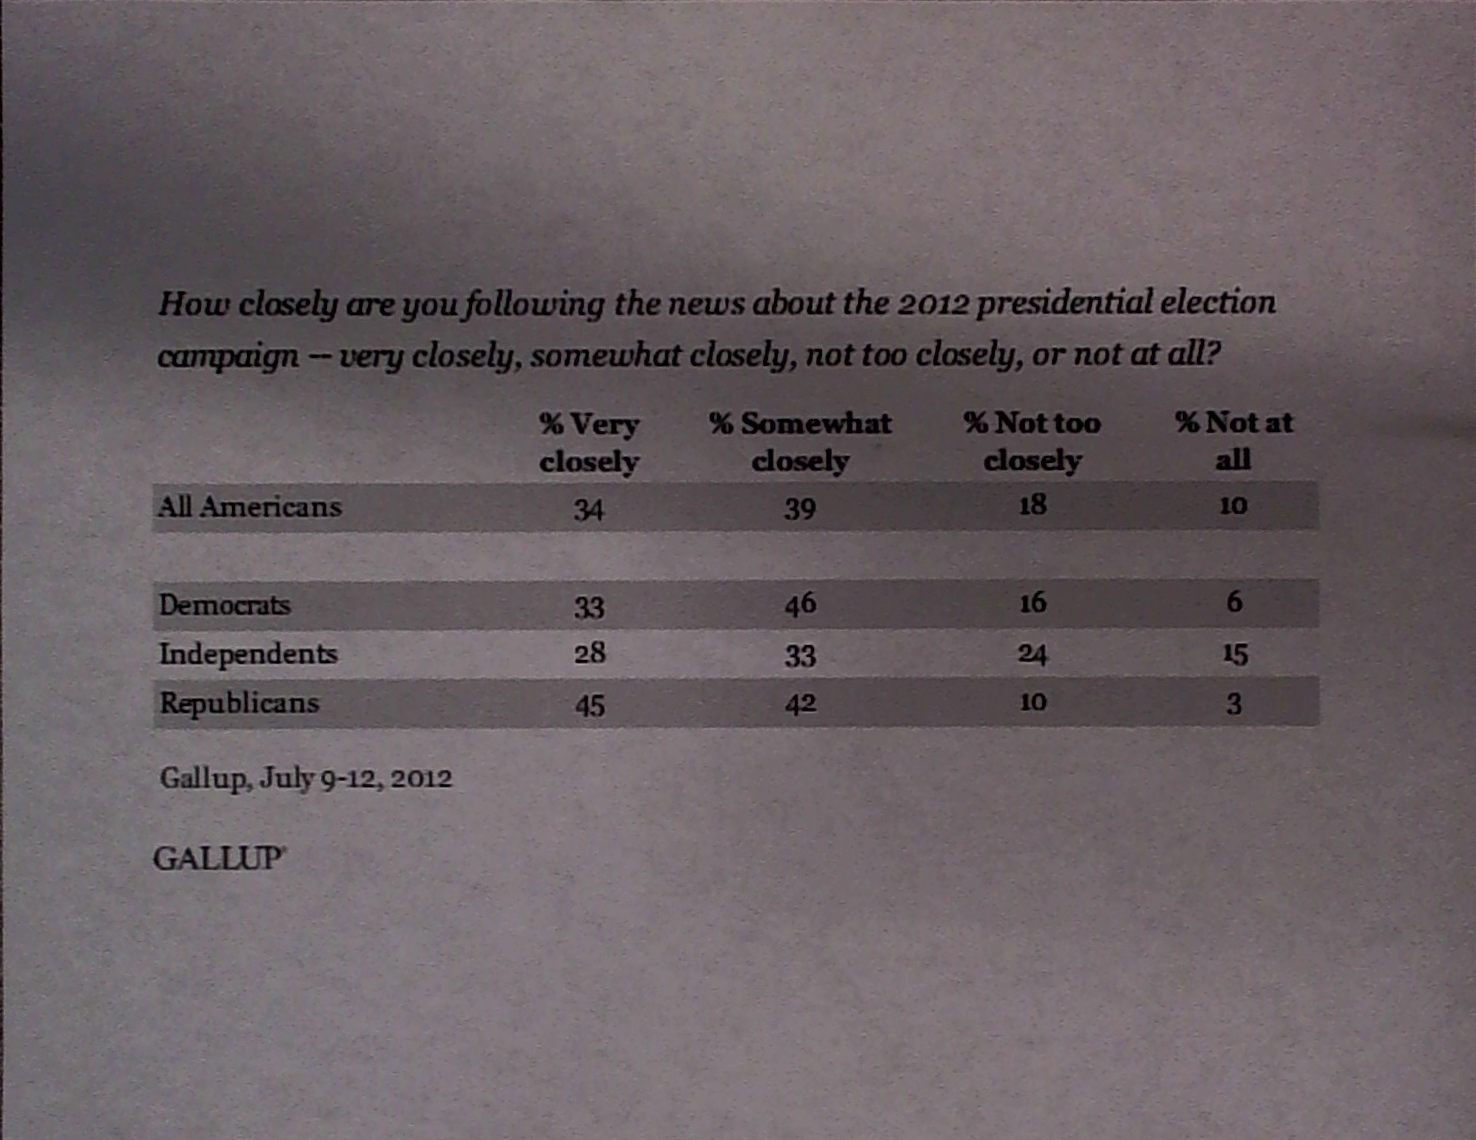 How closely are you following the news about the 2012 presidential election
campaign -- very closely, somewhat closely, not too closely, or not at all?
% Very closely % Somewhat closely % Not too closely % Not at all
All Americans 34 39 18 10
Democrats 33 46 16 6
Independents 28 33 24 15
Republicans 45 42 10 3
Gallup, July 9-12, 2012
GALLUP®